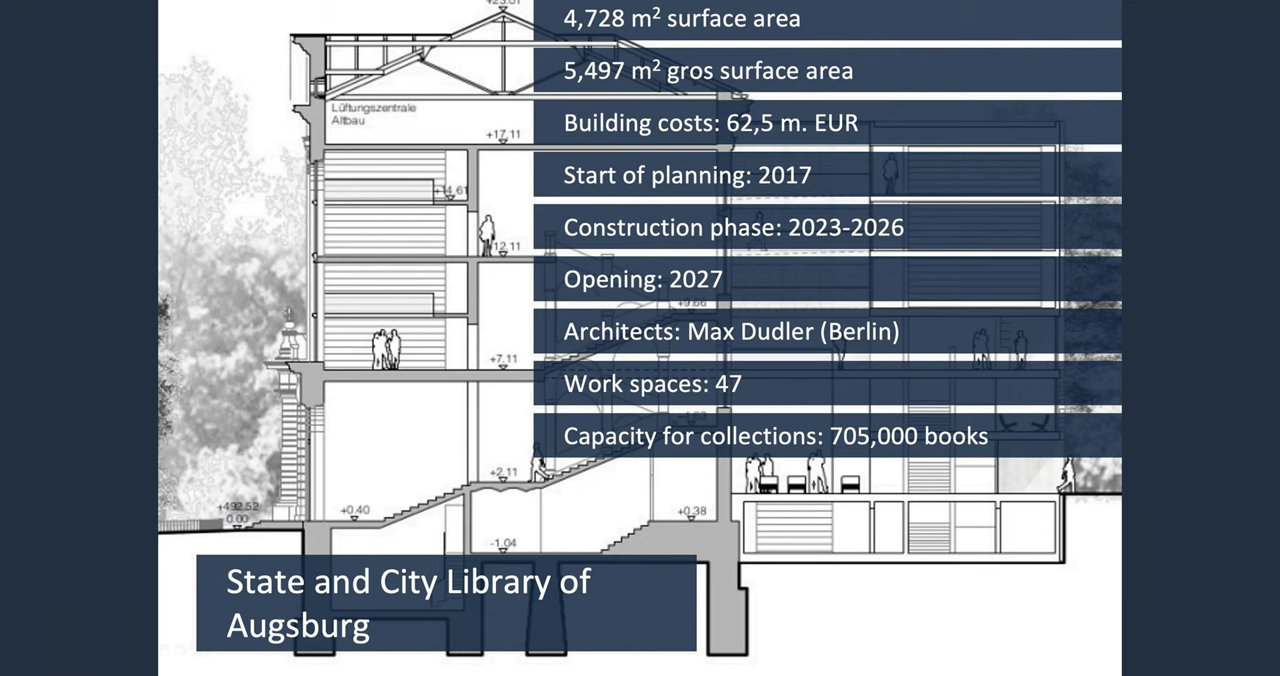 +23.01
4,728 m² surface area
5,497 m² gros surface area
Lüftungszentrale
Altbau
Building costs: 62,5 m. EUR
+17.11
Start of planning: 2017
+14.61
Construction phase: 2023-2026
12.11
Opening: 2027
+9.66
Architects: Max Dudler (Berlin)
+7.11
Work spaces: 47
Capacity for collections: 705,000 books
+2.11
+492.52
0.00
+0.40
+0.38
-1.04
State and City Library of
Augsburg